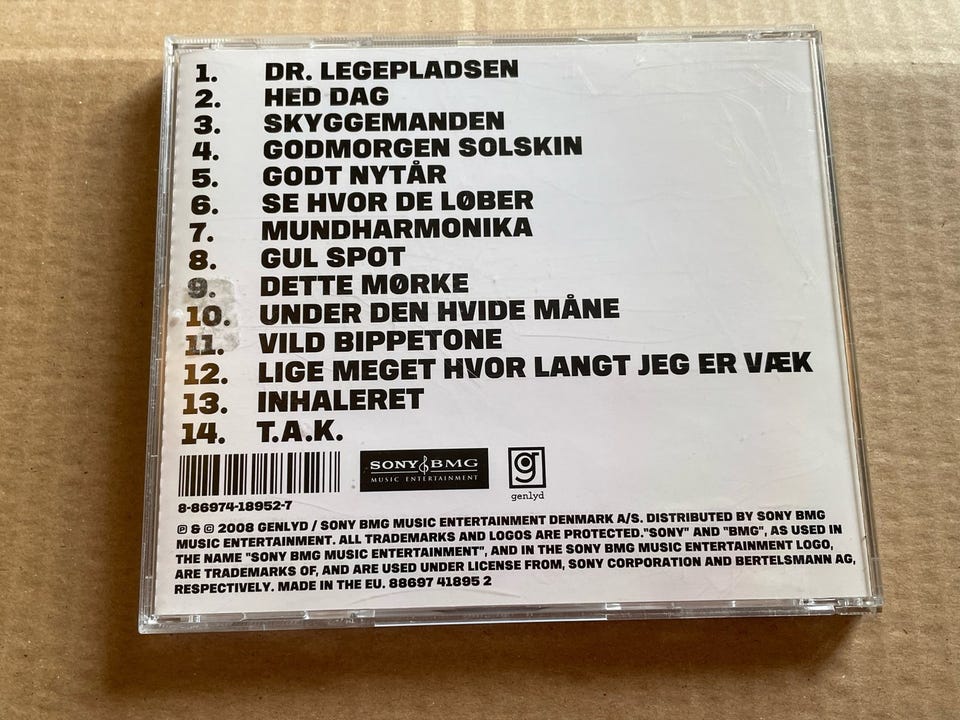 1. DR. LEGEPLADSEN
2. HED DAG
3. SKYGGEMANDEN
4. GODMORGEN SOLSKIN
5. GODT NYTÅR
6. SE HVOR DE LØBER
7. MUNDHARMONIKA
8. GUL SPOT
9. DETTE MØRKE
10. UNDER DEN HVIDE MÅNE
11. VILD BIPPETONE
12. LIGE MEGET HVOR LANGT JEG ER VÆK
13. INHALERET
14. T.A.K.
SONY BMG
MUSIC ENTERTAINMENT
genlyd
8-86974-18952-7
℗ & © 2008 GENLYD / SONY BMG MUSIC ENTERTAINMENT DENMARK A/S. DISTRIBUTED BY SONY BMG
MUSIC ENTERTAINMENT. ALL TRADEMARKS AND LOGOS ARE PROTECTED."SONY" AND "BMG", AS USED IN
THE NAME "SONY BMG MUSIC ENTERTAINMENT", AND IN THE SONY BMG MUSIC ENTERTAINMENT LOGO,
ARE TRADEMARKS OF, AND ARE USED UNDER LICENSE FROM, SONY CORPORATION AND BERTELSMANN AG,
RESPECTIVELY. MADE IN THE EU. 88697 41895 2